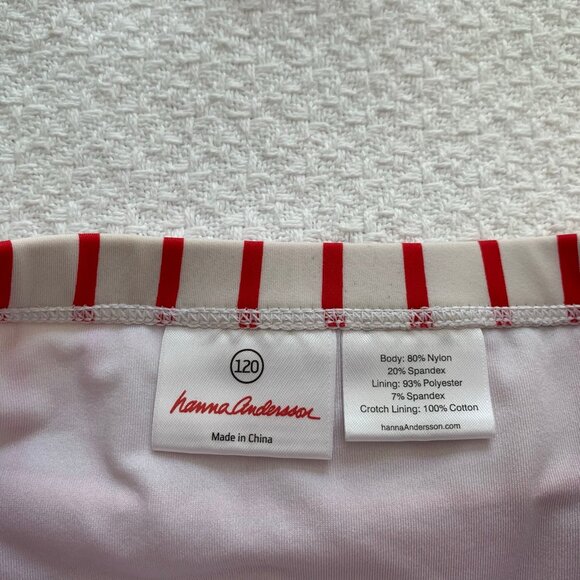 120
hanna Andersson
Made in China
Body: 80% Nylon
20% Spandex
Lining: 93% Polyester
7% Spandex
Crotch Lining: 100% Cotton
hannaAndersson.com